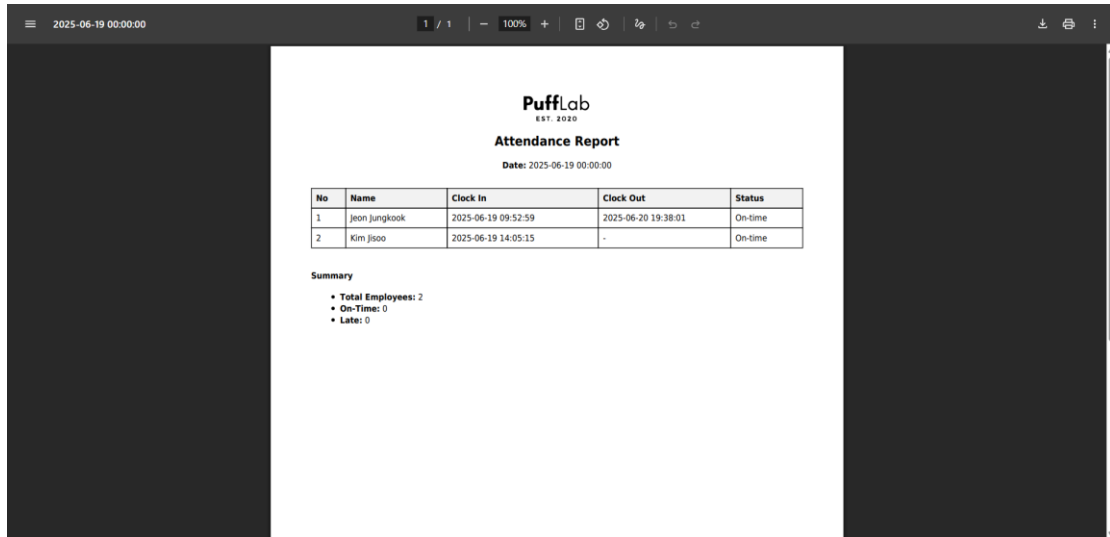 2025-06-19 00:00:00 1 / 1 100%
PuffLab
EST. 2020
Attendance Report
Date: 2025-06-19 00:00:00
No Name Clock In Clock Out Status
1 Jeon Jungkook 2025-06-19 09:52:59 2025-06-20 19:38:01 On-time
2 Kim Jisoo 2025-06-19 14:05:15 - On-time
Summary
• Total Employees: 2
• On-Time: 0
• Late: 0